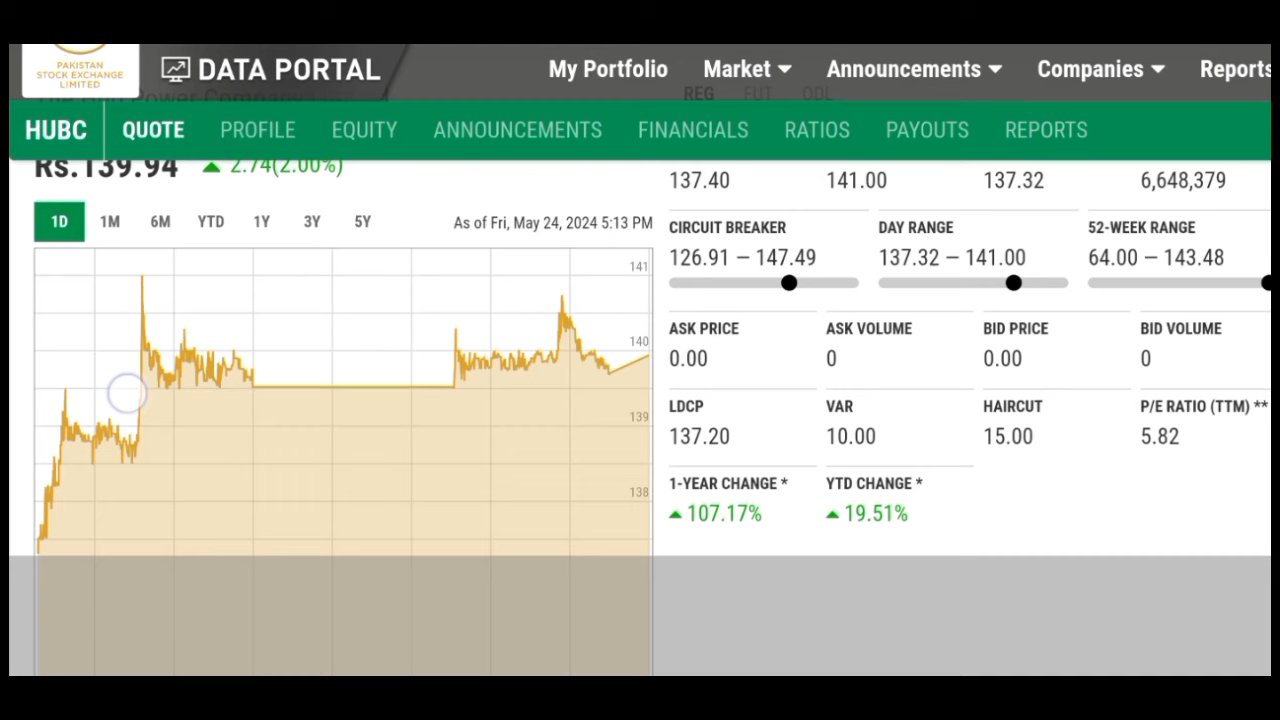 PAKISTAN
STOCK EXCHANGE
LIMITED
DATA PORTAL
My Portfolio Market Announcements Companies Reports
REG FUT ODL
HUBC QUOTE PROFILE EQUITY ANNOUNCEMENTS FINANCIALS RATIOS PAYOUTS REPORTS
Rs.139.94 2.74(2.00%)
137.40 141.00 137.32 6,648,379
1D 1M 6M YTD 1Y 3Y 5Y As of Fri, May 24, 2024 5:13 PM
CIRCUIT BREAKER DAY RANGE 52-WEEK RANGE
126.91 — 147.49 137.32 — 141.00 64.00 — 143.48
141
140
139
138
ASK PRICE ASK VOLUME BID PRICE BID VOLUME
0.00 0 0.00 0
LDCP VAR HAIRCUT P/E RATIO (TTM) **
137.20 10.00 15.00 5.82
1-YEAR CHANGE * YTD CHANGE *
107.17% 19.51%